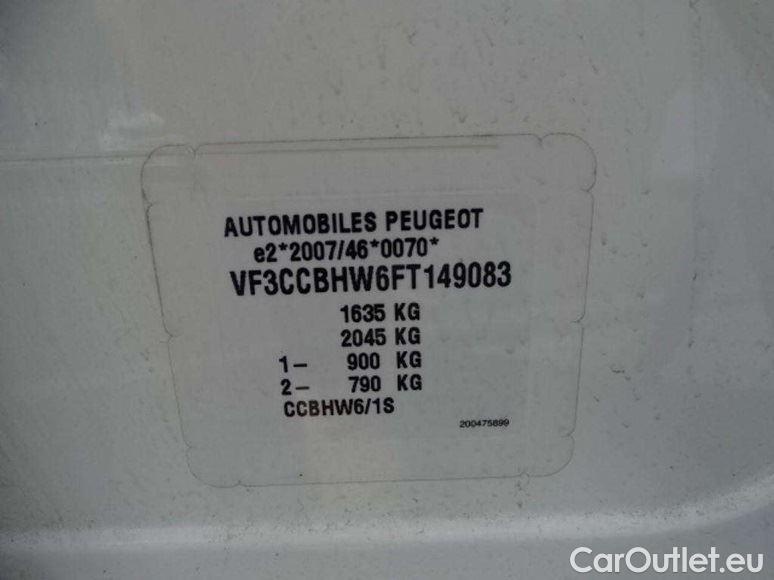 AUTOMOBILES PEUGEOT
e2*2007/46*0070*
VF3CCBHW6FT149083
1635 KG
2045 KG
1– 900 KG
2– 790 KG
CCBHW6/1S
200475899
CarOutlet.eu